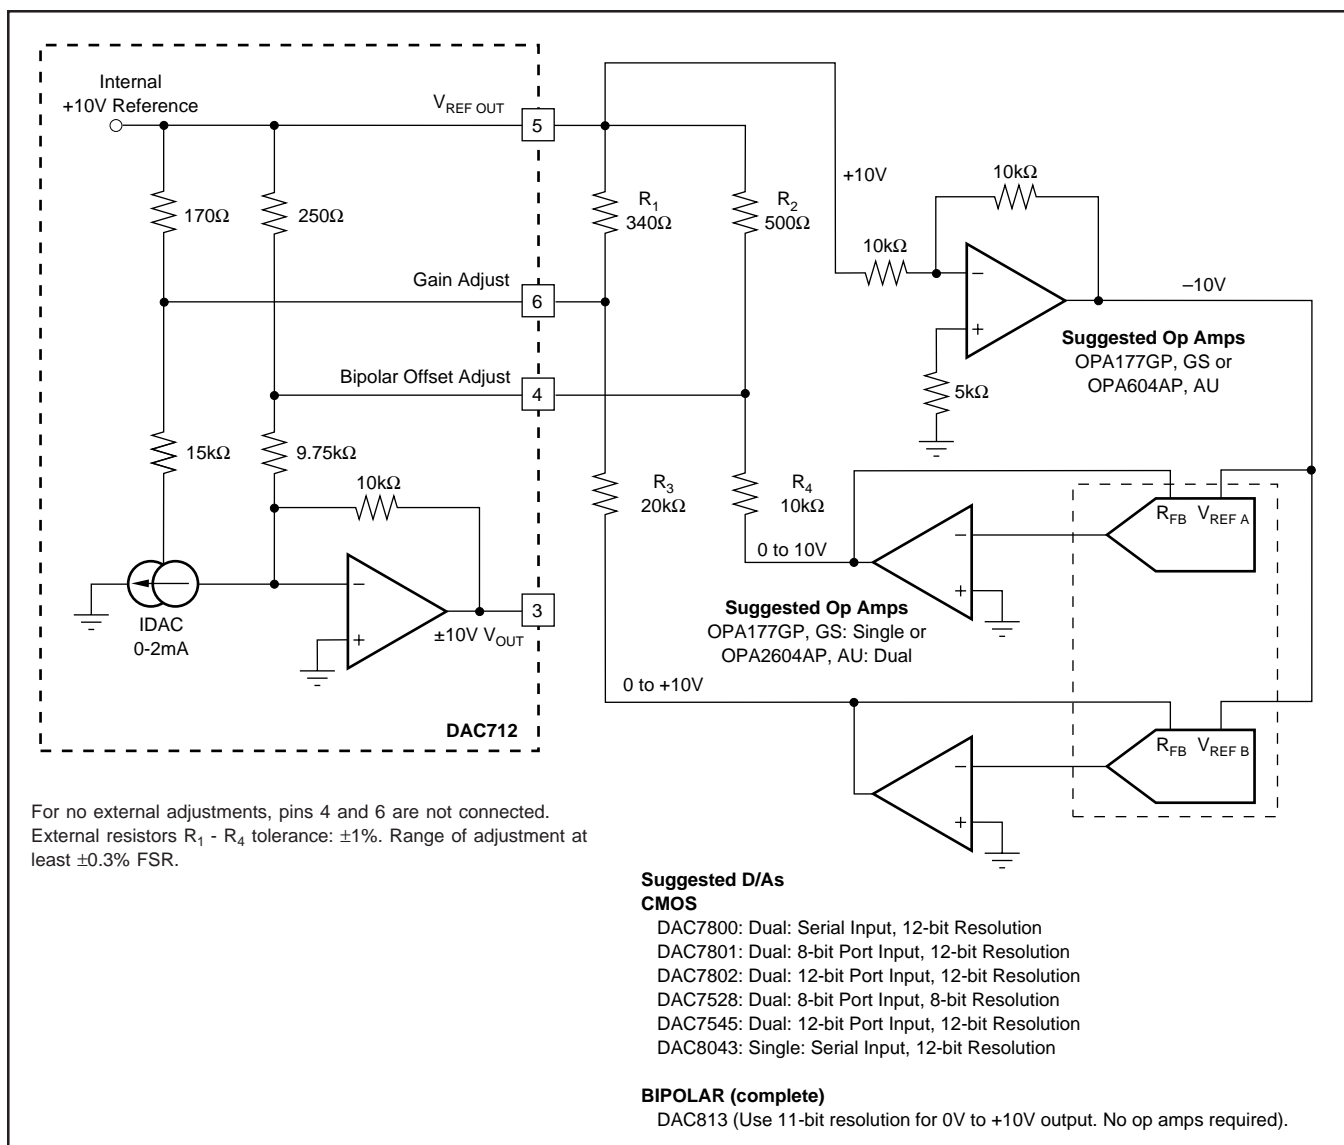 Internal
+10V Reference
V_REF OUT
5
170Ω
250Ω
R1
340Ω
R2
500Ω
+10V
10kΩ
10kΩ
Gain Adjust
6
–10V
–
+
Suggested Op Amps
OPA177GP, GS or
OPA604AP, AU
5kΩ
Bipolar Offset Adjust
4
15kΩ
9.75kΩ
10kΩ
R3
20kΩ
R4
10kΩ
0 to 10V
R_FB V_REF A
–
+
IDAC
0-2mA
–
+
±10V V_OUT
3
Suggested Op Amps
OPA177GP, GS: Single or
OPA2604AP, AU: Dual
0 to +10V
DAC712
R_FB V_REF B
–
+
For no external adjustments, pins 4 and 6 are not connected.
External resistors R1 - R4 tolerance: ±1%. Range of adjustment at
least ±0.3% FSR.
Suggested D/As
CMOS
DAC7800: Dual: Serial Input, 12-bit Resolution
DAC7801: Dual: 8-bit Port Input, 12-bit Resolution
DAC7802: Dual: 12-bit Port Input, 12-bit Resolution
DAC7528: Dual: 8-bit Port Input, 8-bit Resolution
DAC7545: Dual: 12-bit Port Input, 12-bit Resolution
DAC8043: Single: Serial Input, 12-bit Resolution
BIPOLAR (complete)
DAC813 (Use 11-bit resolution for 0V to +10V output. No op amps required).